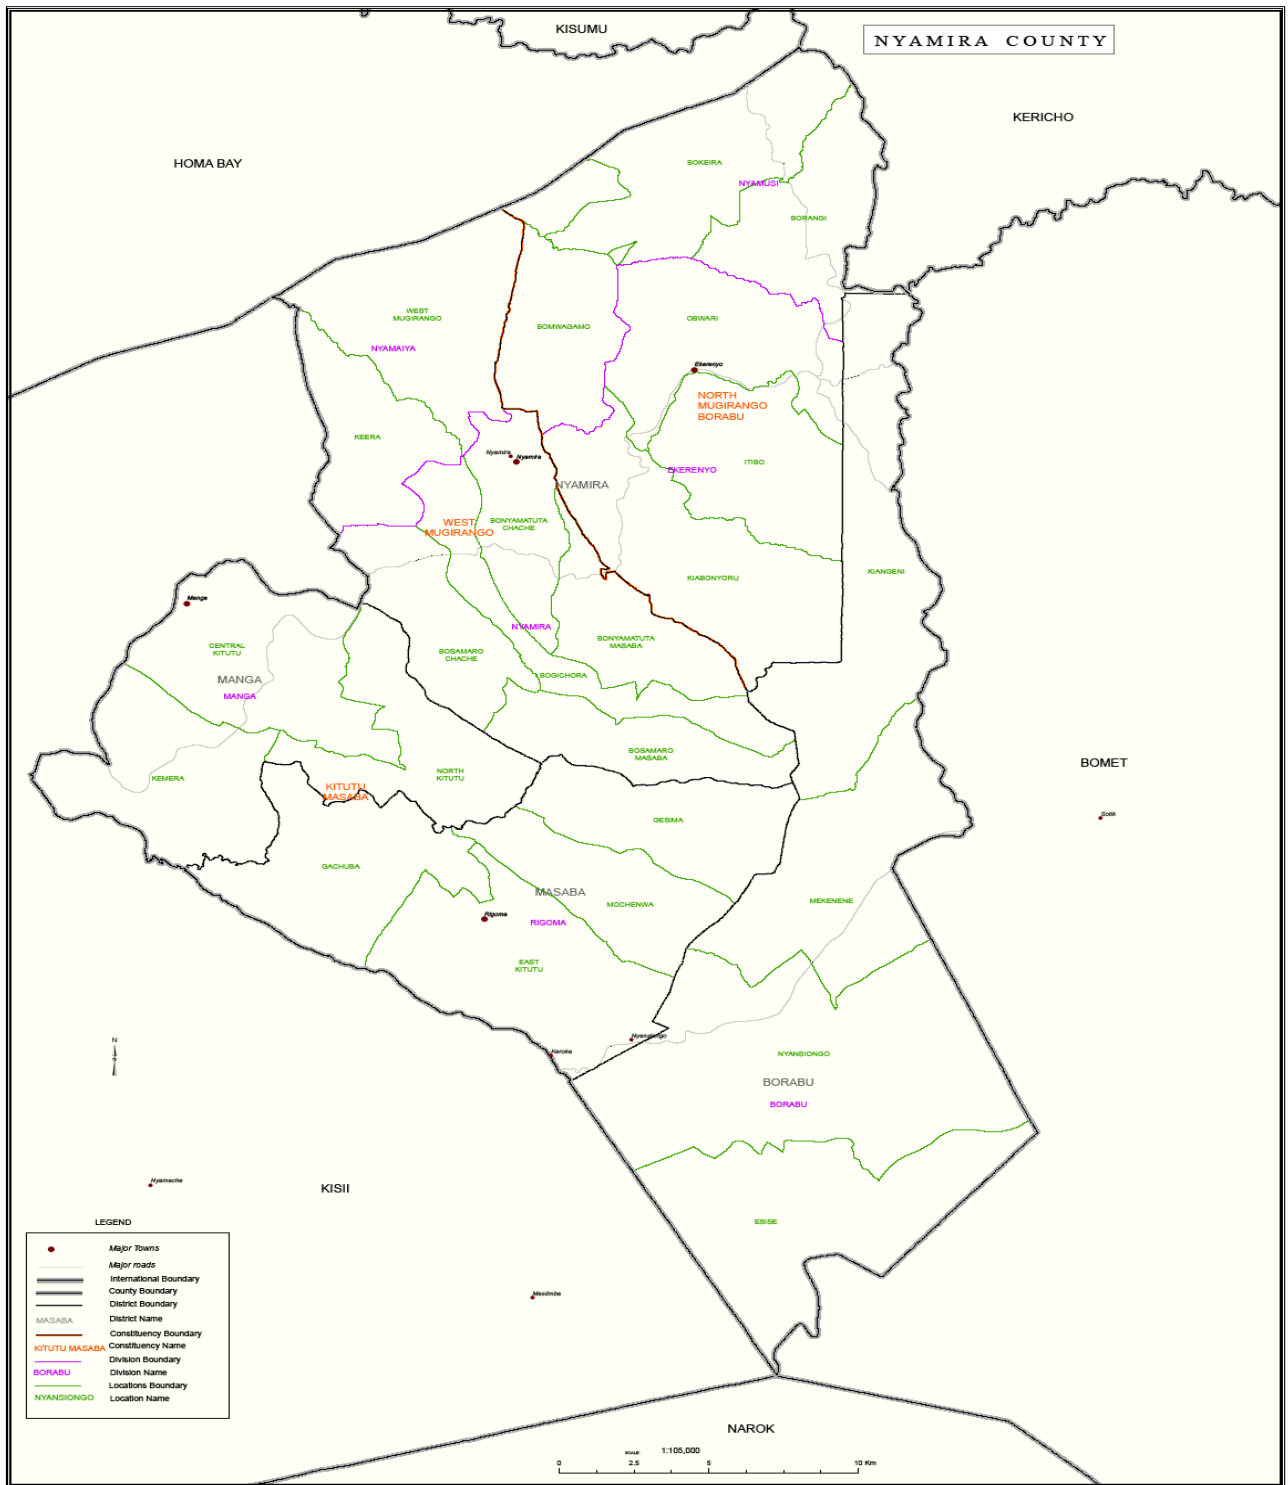 KISUMU
NYAMIRA COUNTY
KERICHO
HOMA BAY
BOKEIRA
NYAMUSI
BORANGI
WEST
MUGIRANGO
NYAMAIYA
BOMWAGAMO
OBWARI
Ekerenyo
NORTH
MUGIRANGO
BORABU
KEERA
Nyamira
Nyamira
ITIBO
EKERENYO
NYAMIRA
WEST
MUGIRANGO
BONYAMATUTA
CHACHE
KIABONYORU
KIANGENI
Manga
NYAMIRA
CENTRAL
KITUTU
BOSAMARO
CHACHE
BONYAMATUTA
MASABA
MANGA
MANGA
BOGICHORA
BOSAMARO
MASABA
BOMET
KEMERA
NORTH
KITUTU
KITUTU
MASABA
GESIMA
Sotik
GACHUBA
MASABA
MOCHENWA
MEKENENE
Rigoma
RIGOMA
EAST
KITUTU
N
Nyansiongo
Keroka
NYANSIONGO
BORABU
BORABU
Nyamache
KISII
ESISE
LEGEND
Major Towns
Major roads
International Boundary
County Boundary
District Boundary
MASABA District Name
Constituency Boundary
KITUTU MASABA Constituency Name
Division Boundary
BORABU Division Name
Locations Boundary
NYANSIONGO Location Name
Masimba
NAROK
SCALE: 1:105,000
0 2.5 5 10 Km